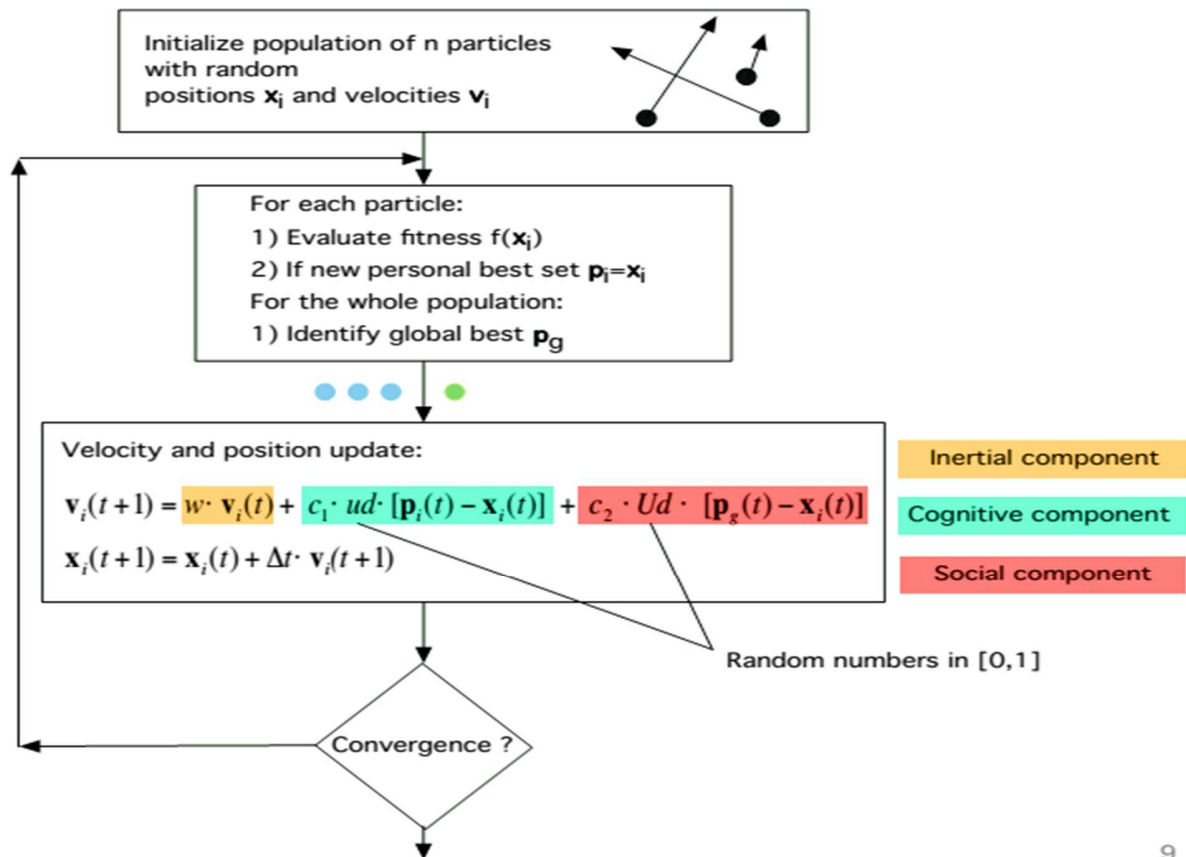 Initialize population of n particles
with random
positions xᵢ and velocities vᵢ
For each particle:
1) Evaluate fitness f(xᵢ)
2) If new personal best set pᵢ=xᵢ
For the whole population:
1) Identify global best p_g
Velocity and position update:
vᵢ(t+1) = w· vᵢ(t) + c₁· ud· [pᵢ(t) − xᵢ(t)] + c₂ · Ud · [p_g(t) − xᵢ(t)]
xᵢ(t+1) = xᵢ(t) + Δt· vᵢ(t+1)
Inertial component
Cognitive component
Social component
Random numbers in [0,1]
Convergence ?
9